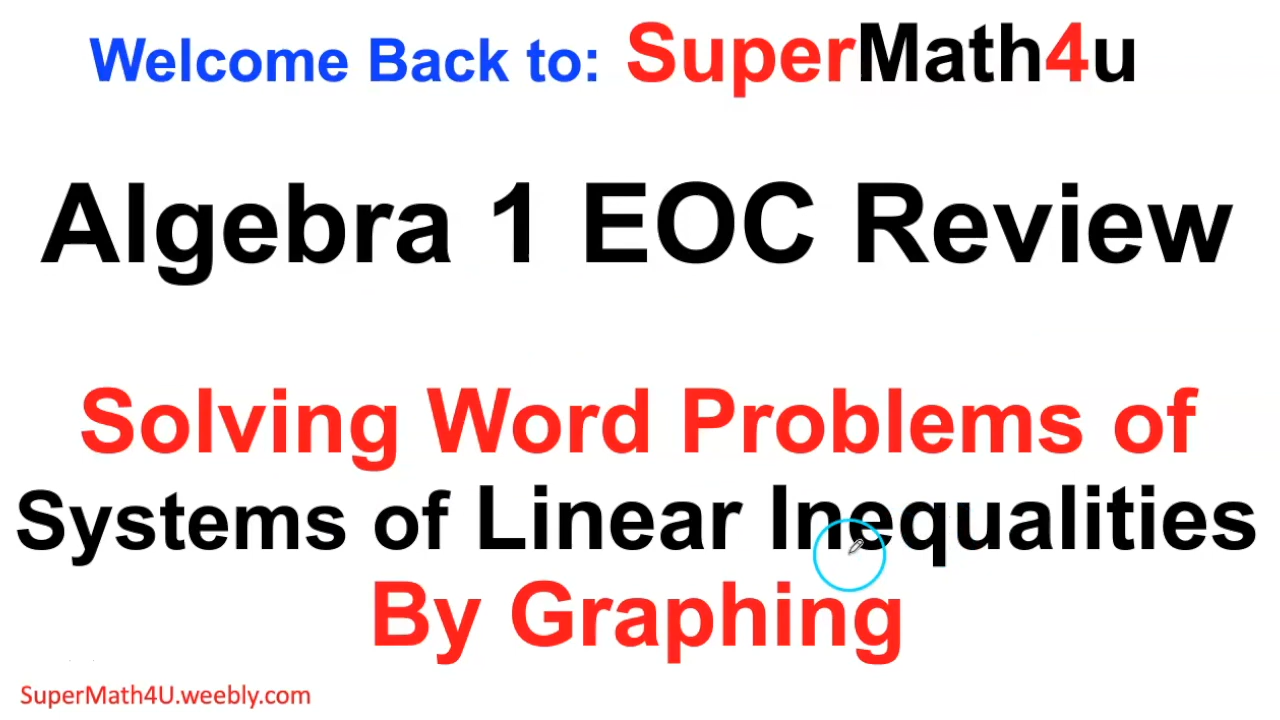 Welcome Back to: SuperMath4u
Algebra 1 EOC Review
Solving Word Problems of
Systems of Linear Inequalities
By Graphing
SuperMath4U.weebly.com